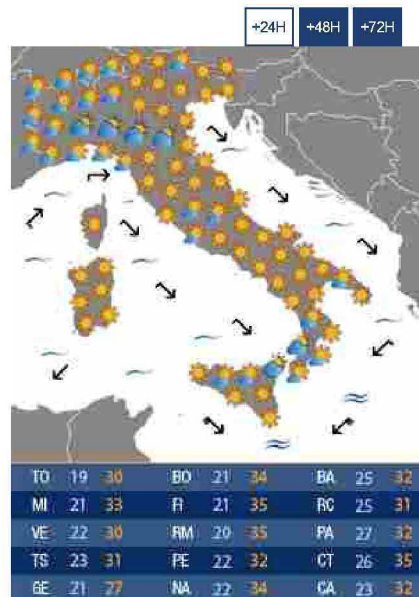 +24H +48H +72H
TO 19 30 BO 21 34 BA 25 32
MI 21 33 FI 21 35 RC 25 31
VE 22 30 RM 20 35 PA 27 32
TS 23 31 PE 22 32 CT 26 35
GE 21 27 NA 22 34 CA 23 32